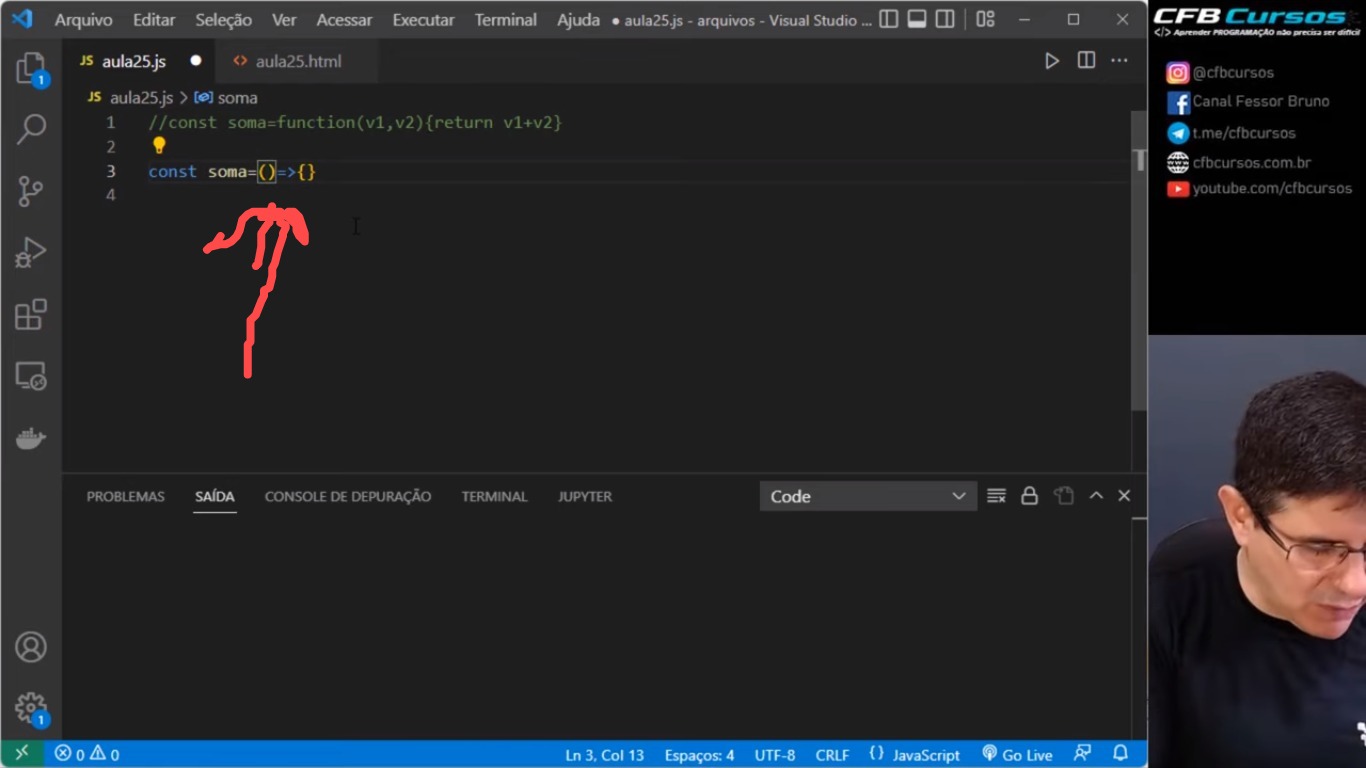 Arquivo Editar Seleção Ver Acessar Executar Terminal Ajuda ● aula25.js - arquivos - Visual Studio ...
JS aula25.js ● <> aula25.html
JS aula25.js > soma
1 //const soma=function(v1,v2){return v1+v2}
2
3 const soma=()=>{}
4
PROBLEMAS SAÍDA CONSOLE DE DEPURAÇÃO TERMINAL JUPYTER Code
1
1
0 0 Ln 3, Col 13 Espaços: 4 UTF-8 CRLF {} JavaScript Go Live
CFB Cursos
</> Aprender PROGRAMAÇÃO não precisa ser difícil
@cfbcursos
Canal Fessor Bruno
t.me/cfbcursos
cfbcursos.com.br
youtube.com/cfbcursos